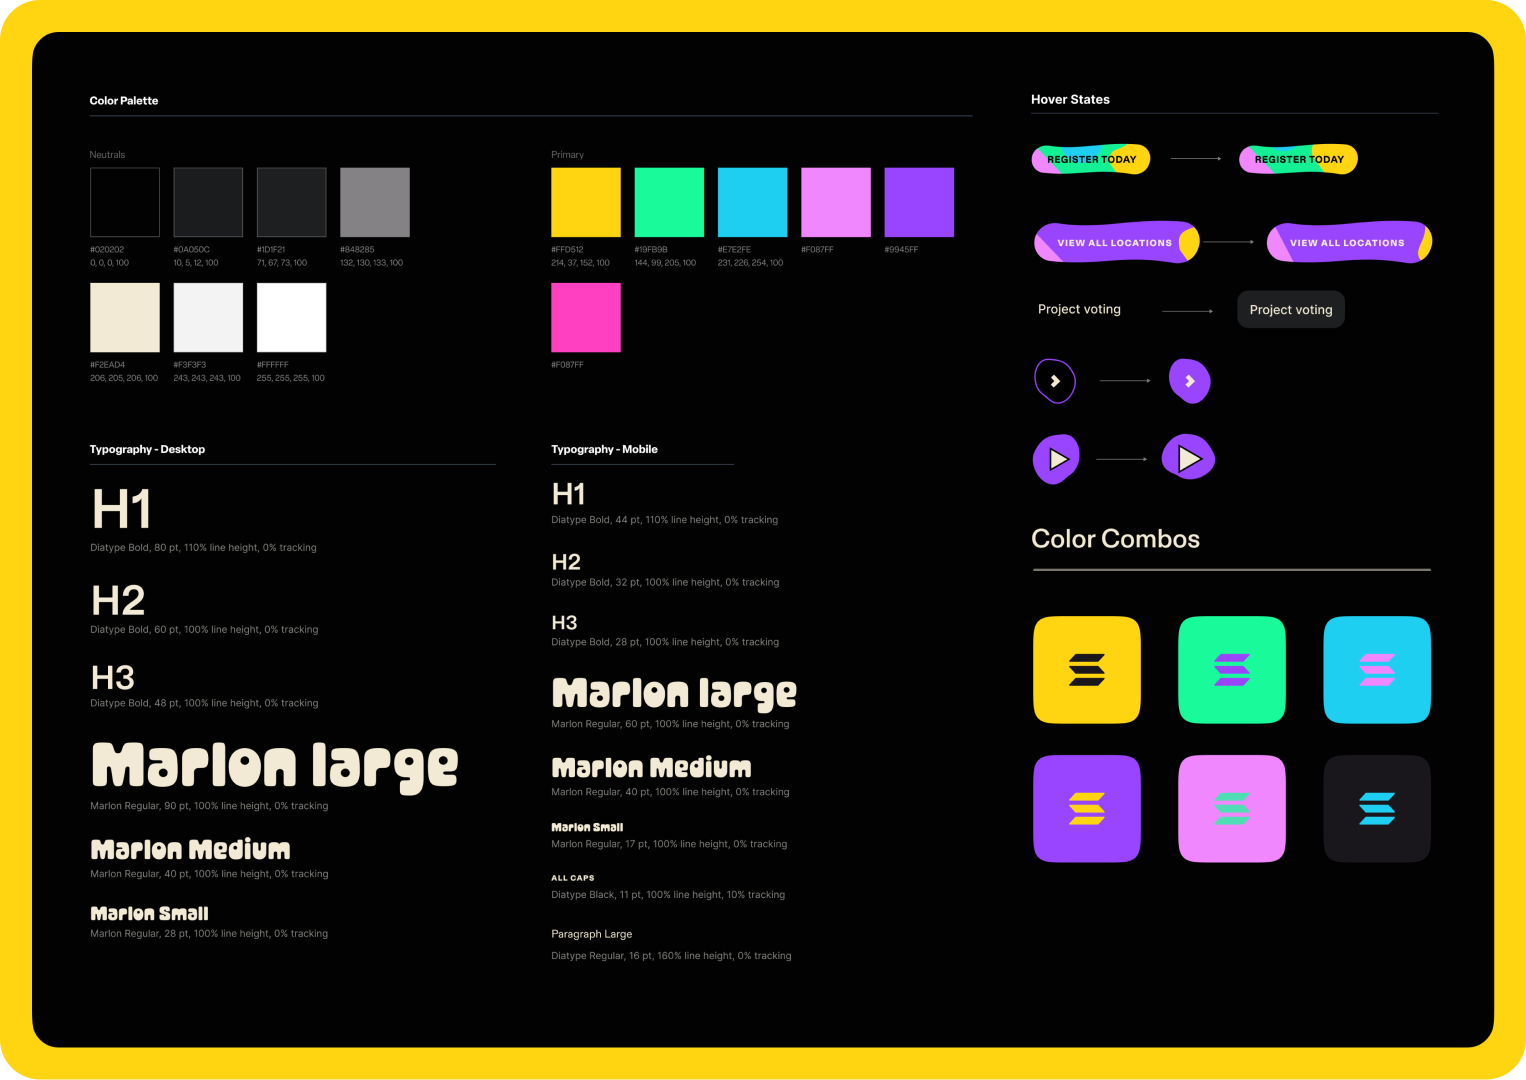 Color Palette
Neutrals
#020202
0, 0, 0, 100
#0A050C
10, 5, 12, 100
#1D1F21
71, 67, 73, 100
#848285
132, 130, 133, 100
#F2EAD4
206, 205, 206, 100
#F3F3F3
243, 243, 243, 100
#FFFFFF
255, 255, 255, 100
Primary
#FFD512
214, 37, 152, 100
#19FB9B
144, 99, 205, 100
#E7E2FE
231, 226, 254, 100
#F087FF
#9945FF
#F087FF
Typography - Desktop
H1
Diatype Bold, 80 pt, 110% line height, 0% tracking
H2
Diatype Bold, 60 pt, 100% line height, 0% tracking
H3
Diatype Bold, 48 pt, 100% line height, 0% tracking
Marlon large
Marlon Regular, 90 pt, 100% line height, 0% tracking
Marlon Medium
Marlon Regular, 40 pt, 100% line height, 0% tracking
Marlon Small
Marlon Regular, 28 pt, 100% line height, 0% tracking
Typography - Mobile
H1
Diatype Bold, 44 pt, 110% line height, 0% tracking
H2
Diatype Bold, 32 pt, 100% line height, 0% tracking
H3
Diatype Bold, 28 pt, 100% line height, 0% tracking
Marlon large
Marlon Regular, 60 pt, 100% line height, 0% tracking
Marlon Medium
Marlon Regular, 40 pt, 100% line height, 0% tracking
Marlon Small
Marlon Regular, 17 pt, 100% line height, 0% tracking
ALL CAPS
Diatype Black, 11 pt, 100% line height, 10% tracking
Paragraph Large
Diatype Regular, 16 pt, 160% line height, 0% tracking
Hover States
REGISTER TODAY
REGISTER TODAY
VIEW ALL LOCATIONS
VIEW ALL LOCATIONS
Project voting
Project voting
Color Combos